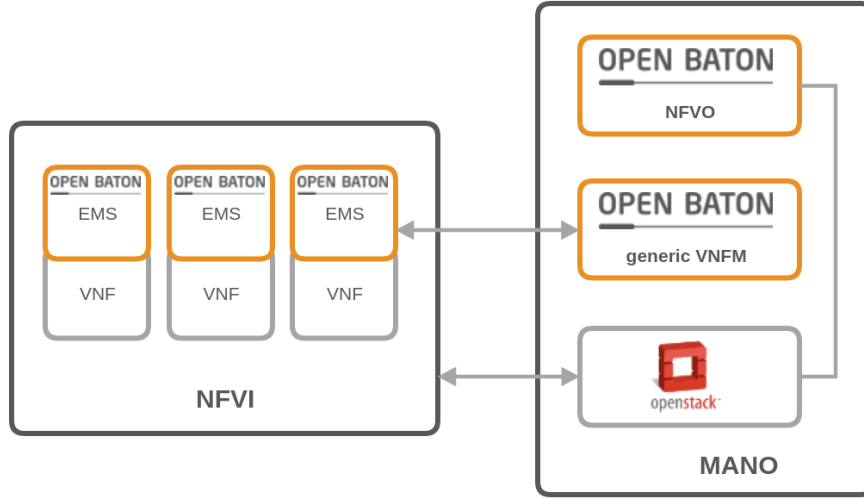 OPEN BATON
NFVO
OPEN BATON
generic VNFM
openstack
MANO
OPEN BATON OPEN BATON OPEN BATON
EMS EMS EMS
VNF VNF VNF
NFVI